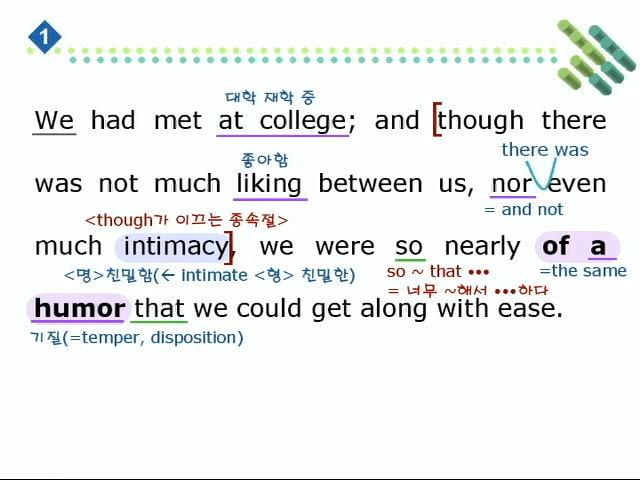 1
대학 재학 중
We had met at college; and [though there
좋아함
there was
was not much liking between us, nor even
= and not
<though가 이끄는 종속절>
much intimacy], we were so nearly of a
<명>친밀함(← intimate <형> 친밀한)
so ~ that •••
=the same
= 너무 ~해서 •••하다
humor that we could get along with ease.
기질(=temper, disposition)